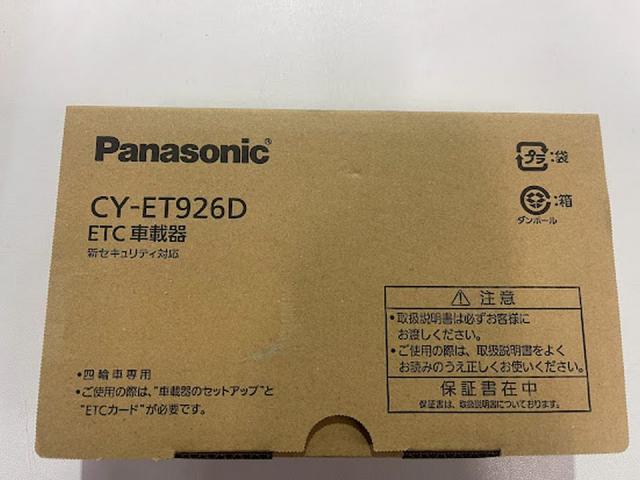 Panasonic®
CY-ET926D
ETC 車載器
新セキュリティ対応
プラ:袋
:箱
ダンボール
⚠ 注意
•取扱説明書は必ずお客様に
お渡しください。
•ご使用の際は、取扱説明書をよく
お読みのうえ正しくお使いください。
保証書在中
保証書は、取扱説明書についております。
•四輪車専用
•ご使用の際は、"車載器のセットアップ"と
"ETCカード"が必要です。